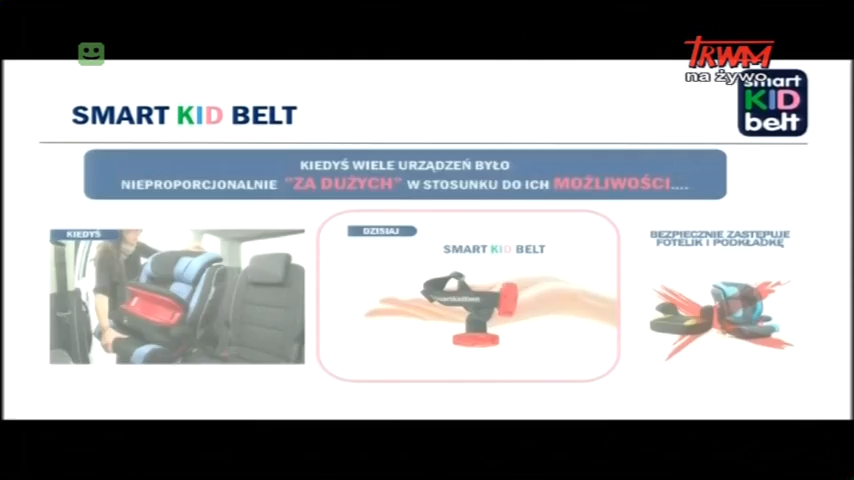 TRWAM
na żywo
smart
KID
belt
SMART KID BELT
KIEDYŚ WIELE URZĄDZEŃ BYŁO
NIEPROPORCJONALNIE "ZA DUŻYCH" W STOSUNKU DO ICH MOŻLIWOŚCI....
KIEDYŚ
DZISIAJ
SMART KID BELT
smartkidbelt
BEZPIECZNIE ZASTĘPUJE
FOTELIK I PODKŁADKĘ